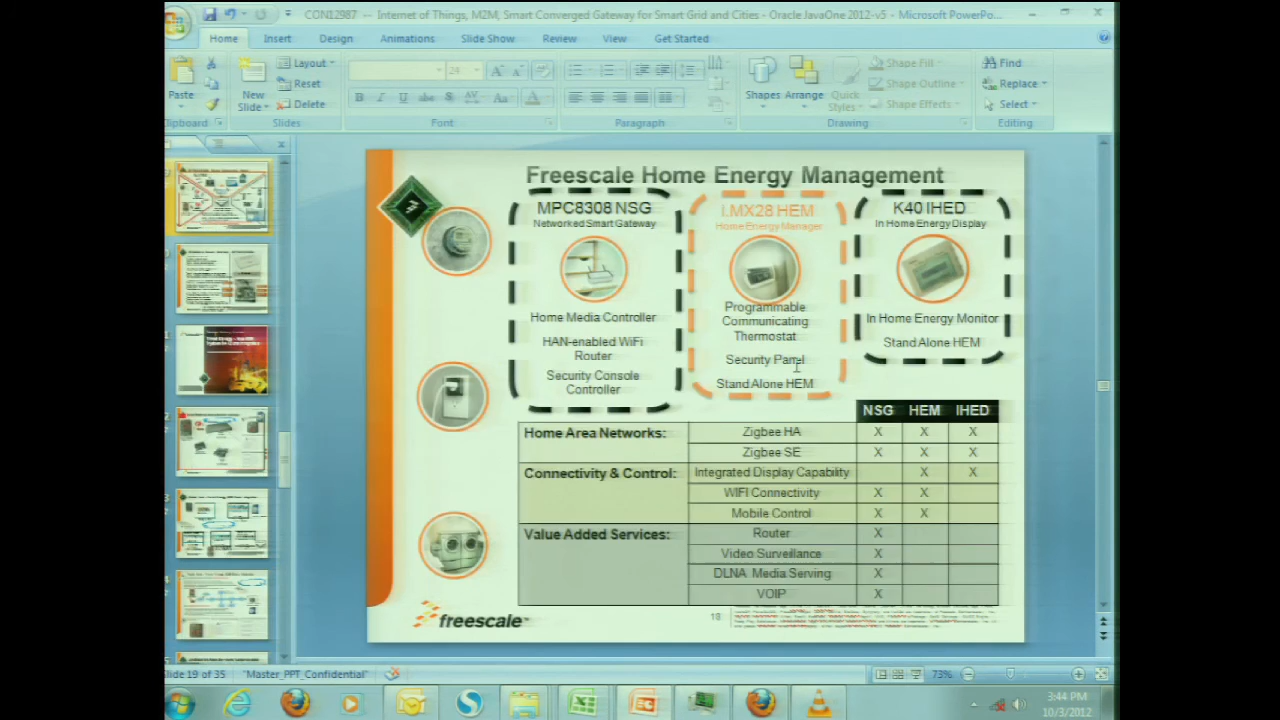 CON12987 -- Internet of Things, M2M, Smart Converged Gateway for Smart Grid and Cities - Oracle JavaOne 2012-v5 - Microsoft PowerPo...
Home Insert Design Animations Slide Show Review View Get Started
Paste
New Slide
Layout
Reset
Delete
24
Shapes
Arrange
Quick Styles
Shape Fill
Shape Outline
Shape Effects
Find
Replace
Select
Clipboard Slides Font Paragraph Drawing Editing
Freescale Home Energy Management
MPC8308 NSG
Networked Smart Gateway
Home Media Controller
HAN-enabled WiFi
Router
Security Console
Controller
I.MX28 HEM
Home Energy Manager
Programmable
Communicating
Thermostat
Security Panel
Stand Alone HEM
K40 IHED
In Home Energy Display
In Home Energy Monitor
Stand Alone HEM
NSG HEM IHED
Home Area Networks: Zigbee HA X X X
Zigbee SE X X X
Connectivity & Control: Integrated Display Capability X X
WIFI Connectivity X X
Mobile Control X X
Value Added Services: Router X
Video Surveillance X
DLNA Media Serving X
VOIP X
freescale™
18
Slide 19 of 35 "Master_PPT_Confidential" 73%
3:44 PM
10/3/2012